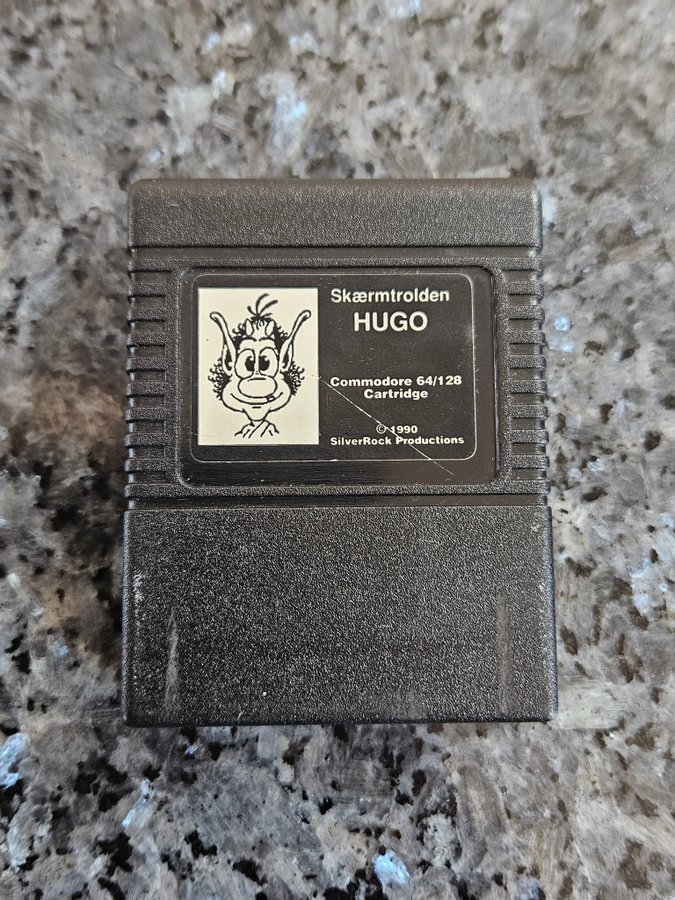 Skærmtrolden
HUGO
Commodore 64/128
Cartridge
© 1990
SilverRock Productions